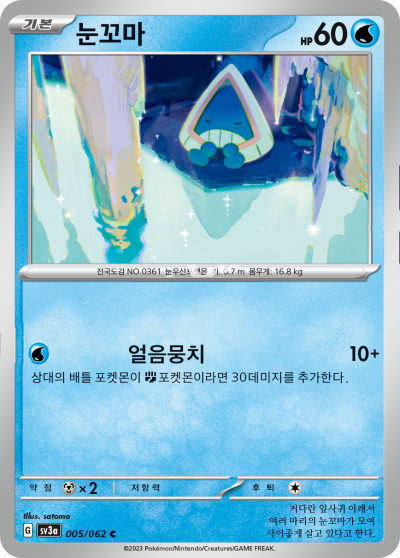 기본 눈꼬마 HP 60
전국도감 NO.0361 눈우산포켓몬 키: 0.7 m 몸무게: 16.8 kg
얼음뭉치 10+
상대의 배틀 포켓몬이 포켓몬이라면 30데미지를 추가한다.
약점 ×2 저항력 후퇴
Illus. satoma
G sv3a 005/062 C
커다란 잎사귀 아래서
여러 마리의 눈꼬마가 모여
사이좋게 살고 있다고 한다.
©2023 Pokémon/Nintendo/Creatures/GAME FREAK.